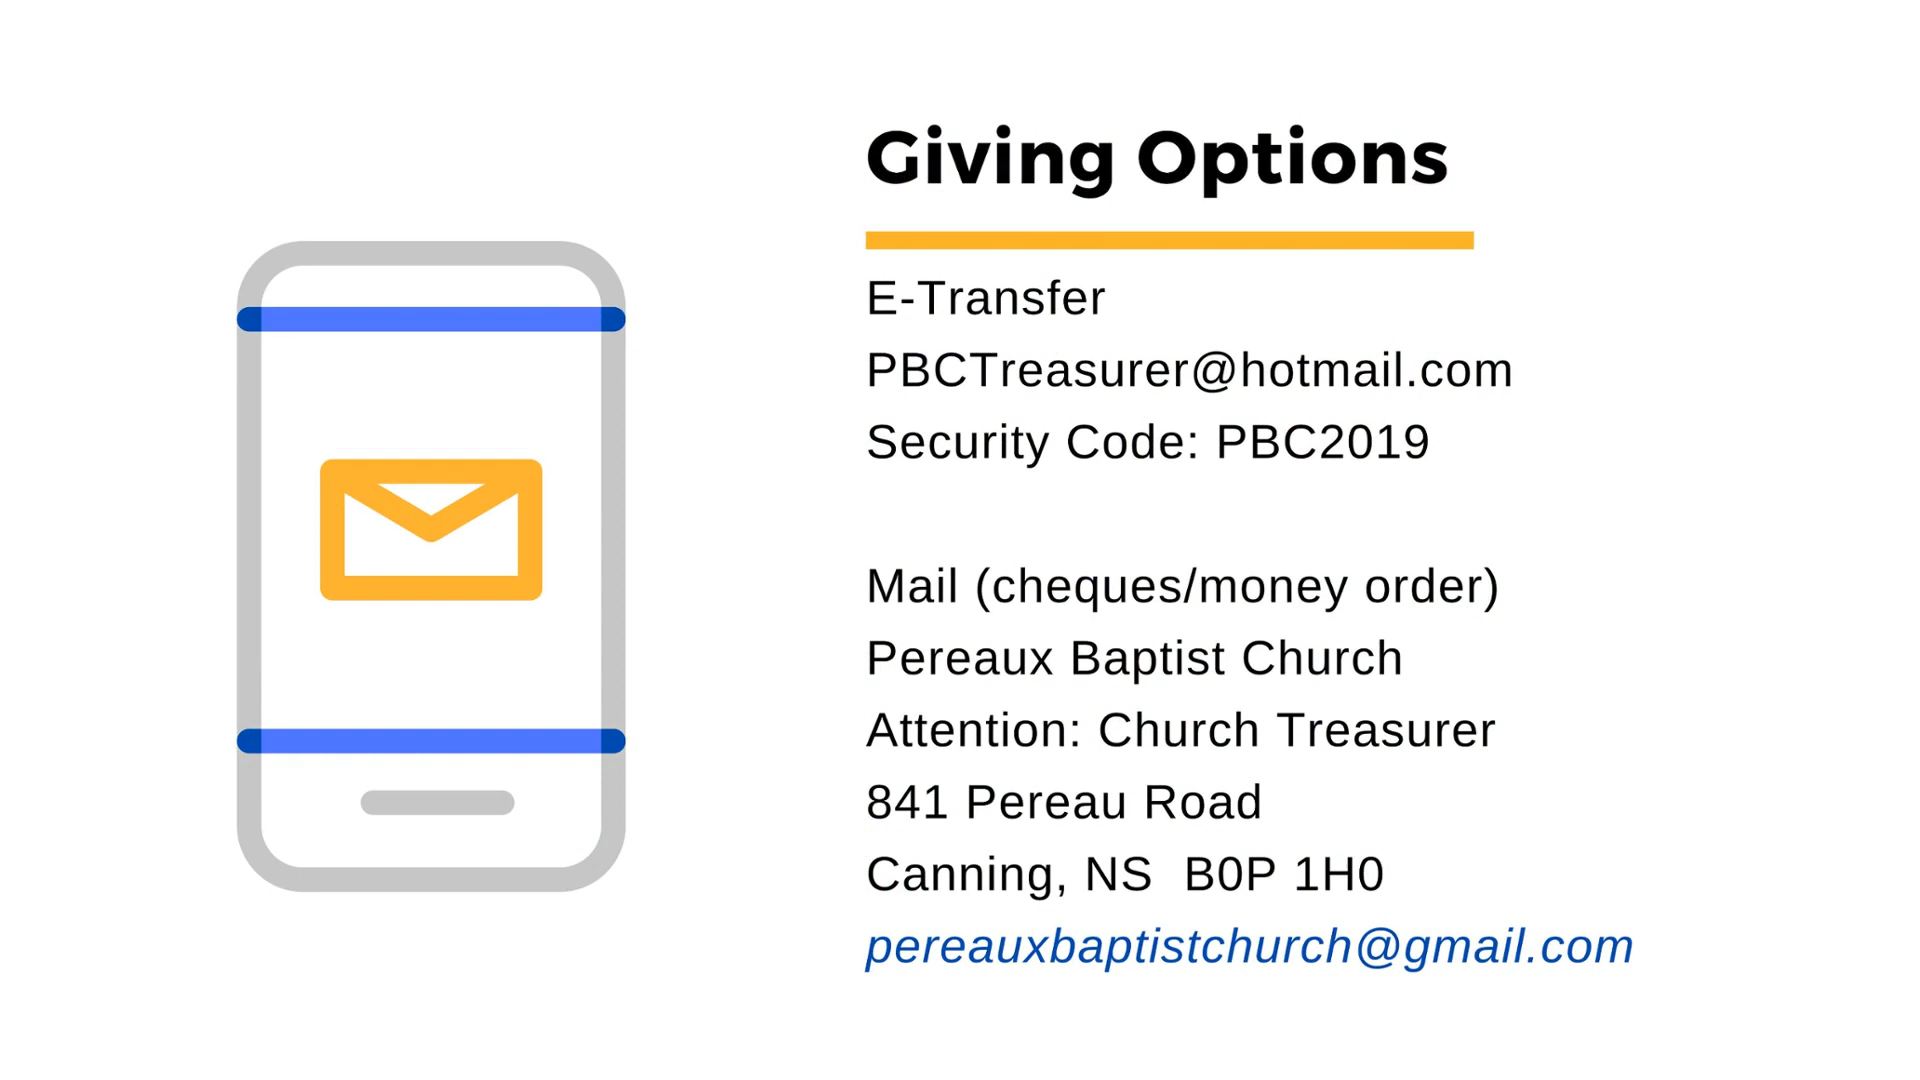 Giving Options
E-Transfer
PBCTreasurer@hotmail.com
Security Code: PBC2019
Mail (cheques/money order)
Pereaux Baptist Church
Attention: Church Treasurer
841 Pereau Road
Canning, NS  B0P 1H0
pereauxbaptistchurch@gmail.com